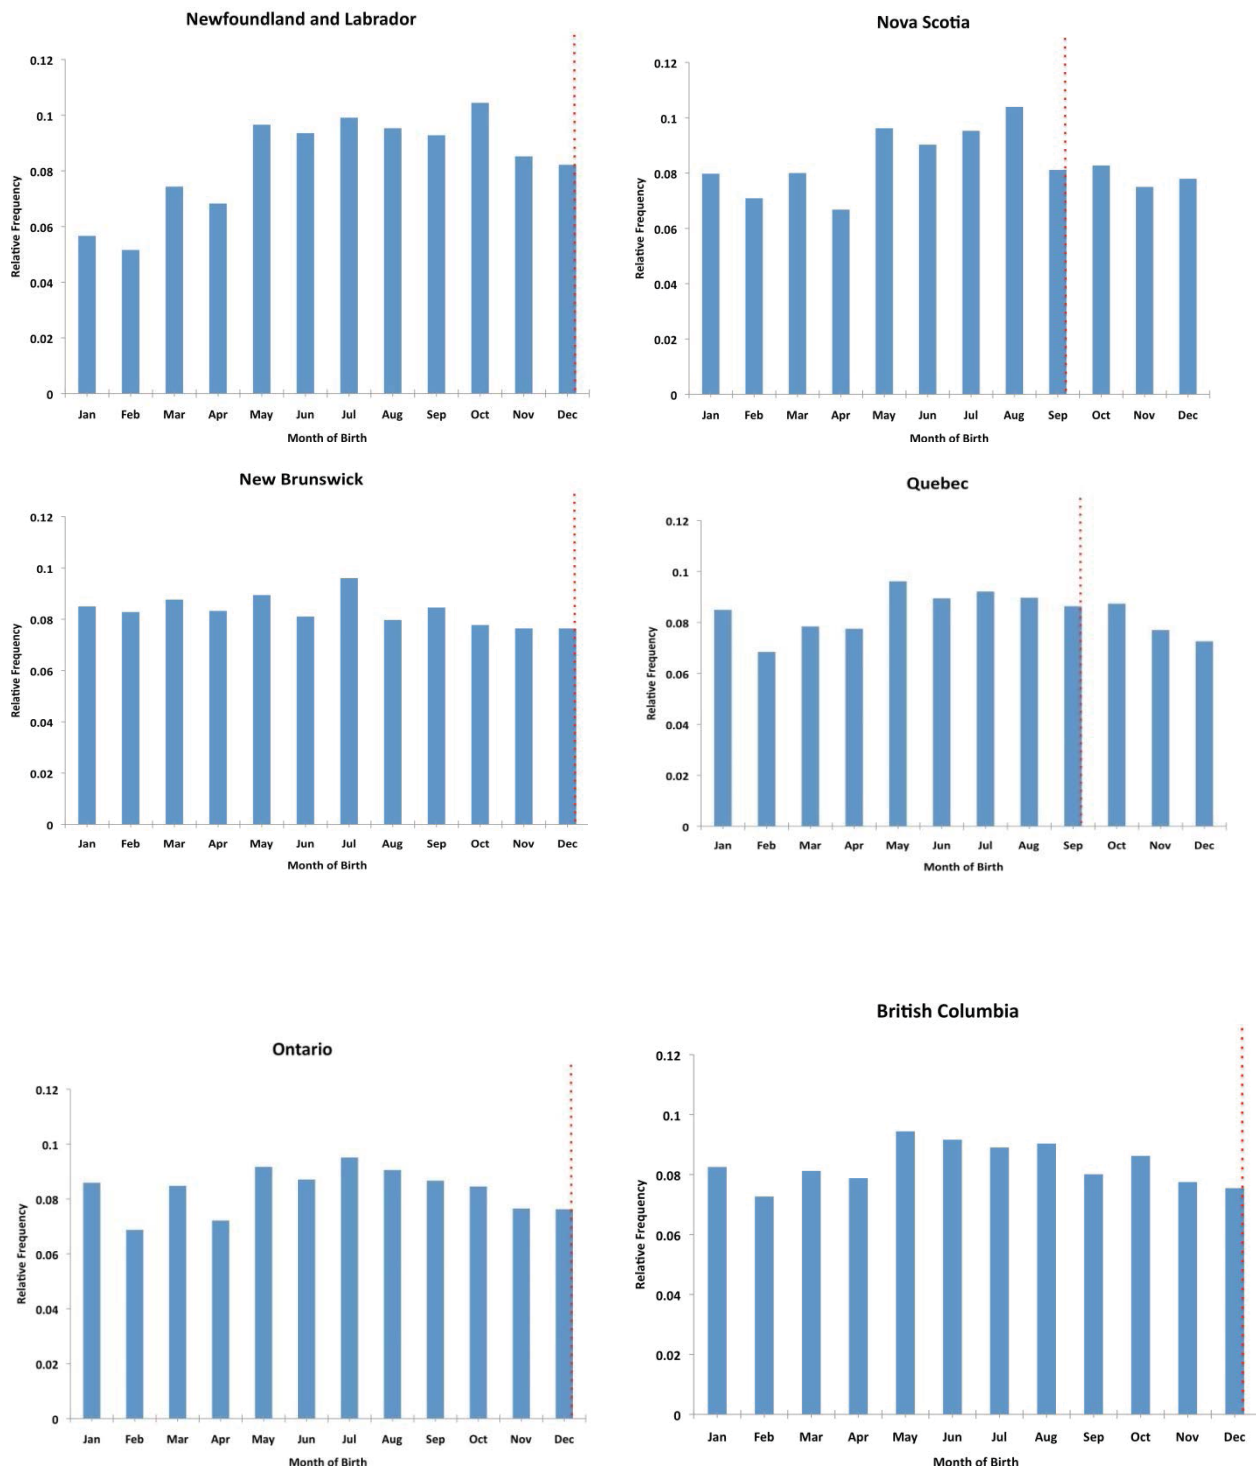 Newfoundland and Labrador
0.12
0.1
0.08
0.06
0.04
0.02
0
Relative Frequency
Jan Feb Mar Apr May Jun Jul Aug Sep Oct Nov Dec
Month of Birth
Nova Scotia
0.12
0.1
0.08
0.06
0.04
0.02
0
Relative Frequency
Jan Feb Mar Apr May Jun Jul Aug Sep Oct Nov Dec
Month of Birth
New Brunswick
0.12
0.1
0.08
0.06
0.04
0.02
0
Relative Frequency
Jan Feb Mar Apr May Jun Jul Aug Sep Oct Nov Dec
Month of Birth
Quebec
0.12
0.1
0.08
0.06
0.04
0.02
0
Relative Frequency
Jan Feb Mar Apr May Jun Jul Aug Sep Oct Nov Dec
Month of Birth
Ontario
0.12
0.1
0.08
0.06
0.04
0.02
0
Relative Frequency
Jan Feb Mar Apr May Jun Jul Aug Sep Oct Nov Dec
Month of Birth
British Columbia
0.12
0.1
0.08
0.06
0.04
0.02
0
Relative Frequency
Jan Feb Mar Apr May Jun Jul Aug Sep Oct Nov Dec
Month of Birth